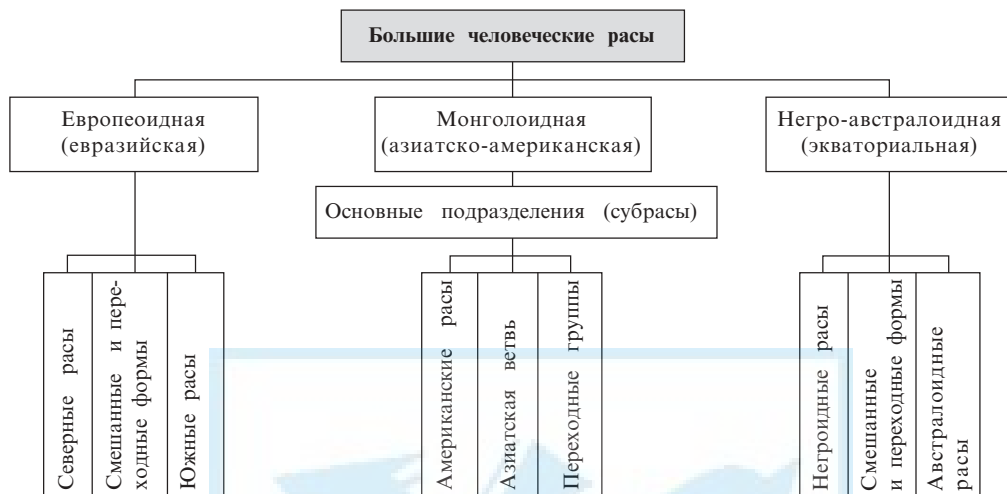 Большие человеческие расы
Европеоидная
(евразийская)
Монголоидная
(азиатско-американская)
Негро-австралоидная
(экваториальная)
Основные подразделения (субрасы)
Северные расы
Смешанные и пере-
ходные формы
Южные расы
Американские расы
Азиатская ветвь
Переходные группы
Негроидные расы
Смешанные
и переходные формы
Австралоидные
расы